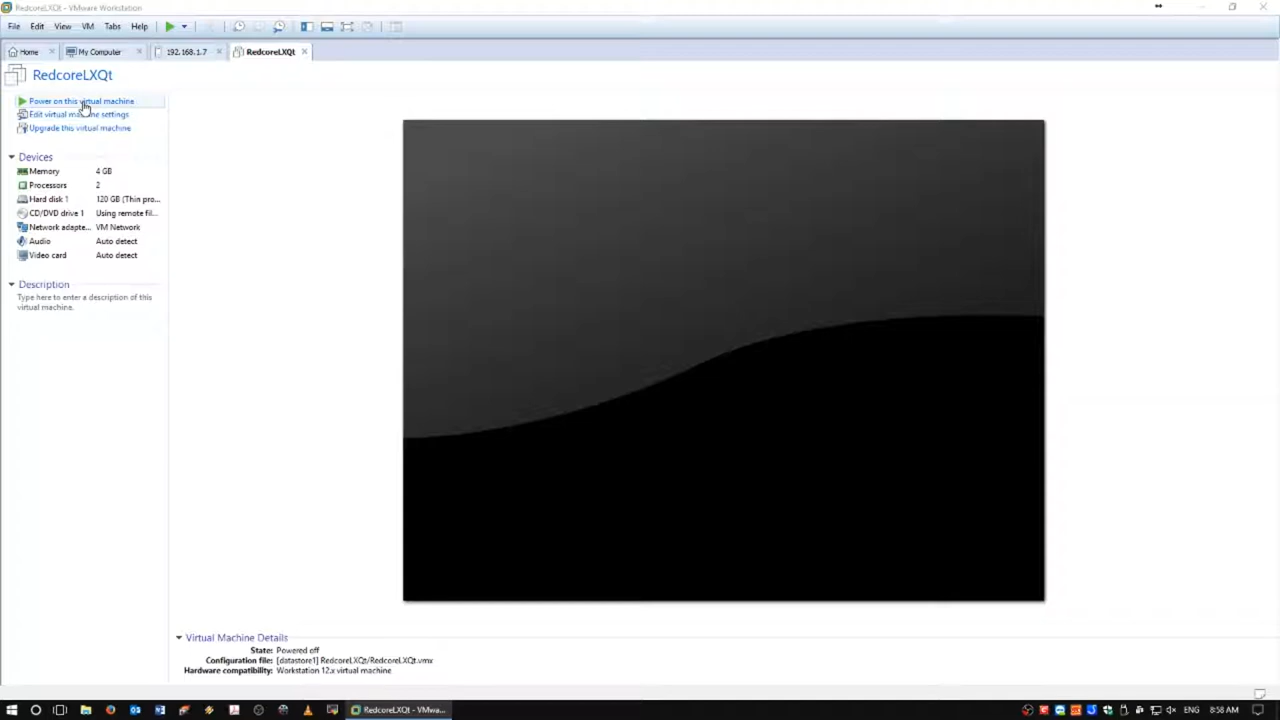 RedcoreLXQt - VMware Workstation
File Edit View VM Tabs Help
Home My Computer 192.168.1.7 RedcoreLXQt
RedcoreLXQt
Power on this virtual machine
Edit virtual machine settings
Upgrade this virtual machine
Devices
Memory 4 GB
Processors 2
Hard disk 1 120 GB (Thin pro...
CD/DVD drive 1 Using remote fil...
Network adapte... VM Network
Audio Auto detect
Video card Auto detect
Description
Type here to enter a description of this
virtual machine.
Virtual Machine Details
State: Powered off
Configuration file: [datastore1] RedcoreLXQt/RedcoreLXQt.vmx
Hardware compatibility: Workstation 12.x virtual machine
RedcoreLXQt - VMwa... ENG 8:58 AM